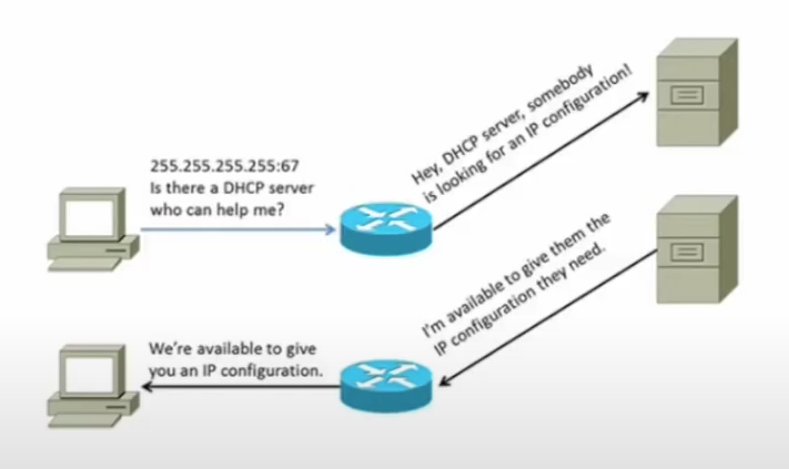 255.255.255.255:67
Is there a DHCP server
who can help me?
Hey, DHCP server, somebody
is looking for an IP configuration!
I'm available to give them the
IP configuration they need.
We're available to give
you an IP configuration.